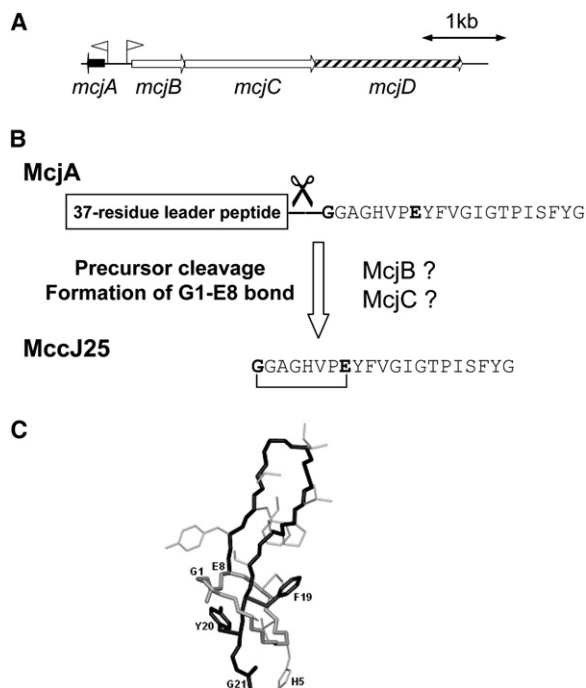 A
1kb
mcjA mcjB mcjC mcjD
B
McjA
37-residue leader peptide GGAGHVPEYFVGIGTPISFYG
Precursor cleavage McjB ?
Formation of G1-E8 bond McjC ?
MccJ25
GGAGHVPEYFVGIGTPISFYG
C
E8
G1
F19
Y20
G21 H5